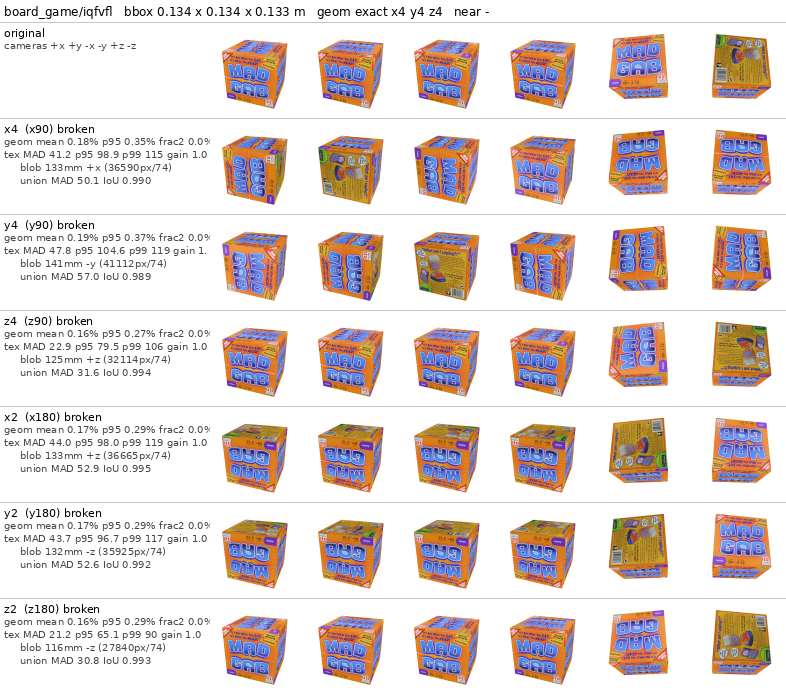 board_game/iqfvfl bbox 0.134 x 0.134 x 0.133 m geom exact x4 y4 z4 near -
original
cameras +x +y -x -y +z -z
MAD GAB
x4 (x90) broken
geom mean 0.18% p95 0.35% frac2 0.0%
tex MAD 41.2 p95 98.9 p99 115 gain 1.0
blob 133mm +x (36590px/74)
union MAD 50.1 IoU 0.990
y4 (y90) broken
geom mean 0.19% p95 0.37% frac2 0.0%
tex MAD 47.8 p95 104.6 p99 119 gain 1.
blob 141mm -y (41112px/74)
union MAD 57.0 IoU 0.989
z4 (z90) broken
geom mean 0.16% p95 0.27% frac2 0.0%
tex MAD 22.9 p95 79.5 p99 106 gain 1.0
blob 125mm +z (32114px/74)
union MAD 31.6 IoU 0.994
x2 (x180) broken
geom mean 0.17% p95 0.29% frac2 0.0%
tex MAD 44.0 p95 98.0 p99 119 gain 1.0
blob 133mm +z (36665px/74)
union MAD 52.9 IoU 0.995
y2 (y180) broken
geom mean 0.17% p95 0.29% frac2 0.0%
tex MAD 43.7 p95 96.7 p99 117 gain 1.0
blob 132mm -z (35925px/74)
union MAD 52.6 IoU 0.992
z2 (z180) broken
geom mean 0.16% p95 0.29% frac2 0.0%
tex MAD 21.2 p95 65.1 p99 90 gain 1.0
blob 116mm -z (27840px/74)
union MAD 30.8 IoU 0.993